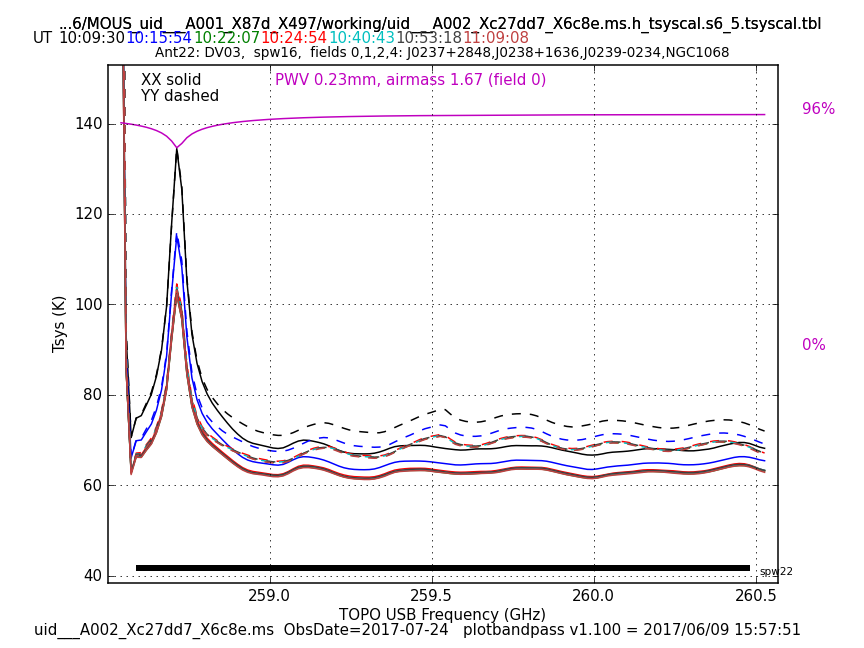 ...6/MOUS_uid___A001_X87d_X497/working/uid___A002_Xc27dd7_X6c8e.ms.h_tsyscal.s6_5.tsyscal.tbl
UT 10:09:30 10:15:54 10:22:07 10:24:54 10:40:43 10:53:18 11:09:08
Ant22: DV03, spw16, fields 0,1,2,4: J0237+2848,J0238+1636,J0239-0234,NGC1068
XX solid
YY dashed
PWV 0.23mm, airmass 1.67 (field 0)
96%
0%
140
120
100
80
60
40
Tsys (K)
spw22
259.0 259.5 260.0 260.5
TOPO USB Frequency (GHz)
uid___A002_Xc27dd7_X6c8e.ms ObsDate=2017-07-24 plotbandpass v1.100 = 2017/06/09 15:57:51